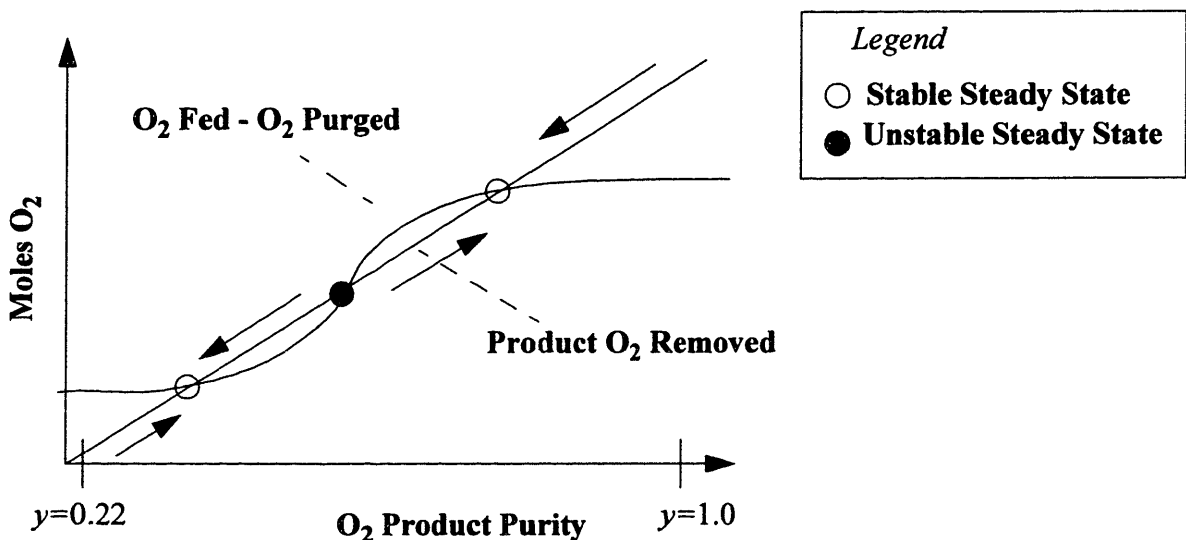 Legend
Stable Steady State
Unstable Steady State
O₂ Fed - O₂ Purged
Moles O₂
Product O₂ Removed
y=0.22
O₂ Product Purity
y=1.0